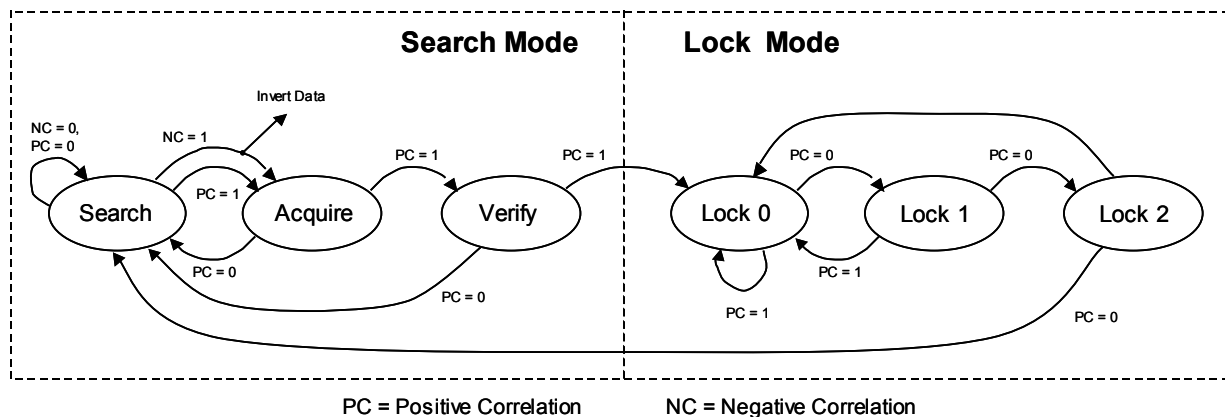 Search Mode
Lock Mode
Invert Data
NC = 0,
PC = 0
NC = 1
PC = 1
PC = 1
PC = 1
PC = 0
PC = 0
Search
Acquire
Verify
Lock 0
Lock 1
Lock 2
PC = 0
PC = 0
PC = 1
PC = 1
PC = 0
PC = Positive Correlation
NC = Negative Correlation